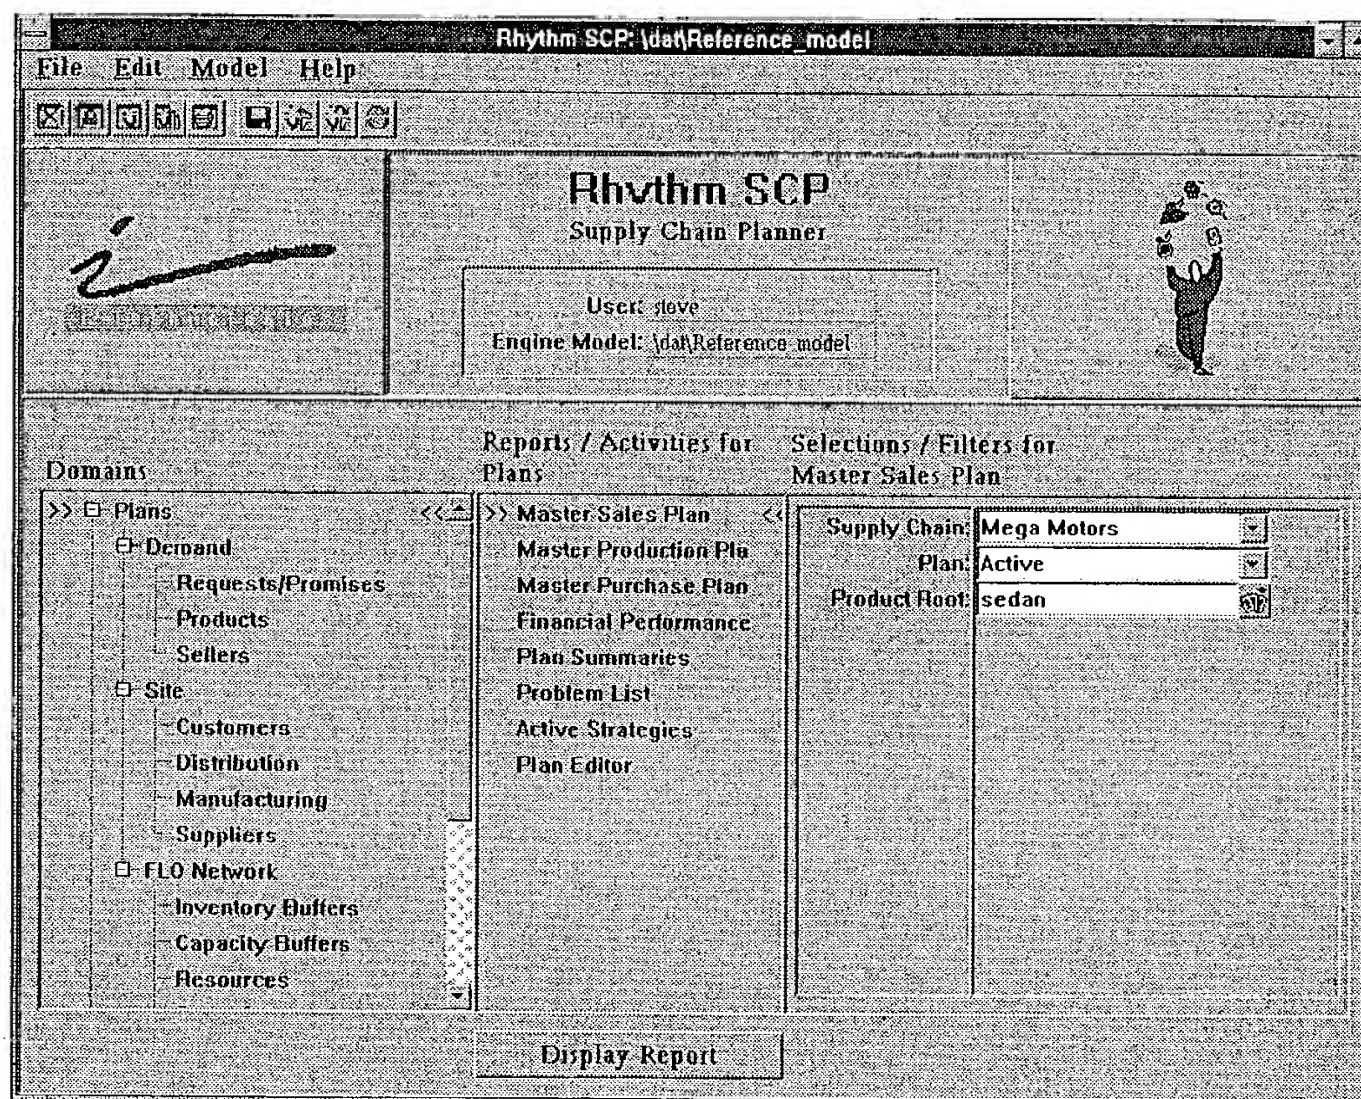 Rhythm SCP: \dat\Reference_model
File Edit Model Help
Rhythm SCP
Supply Chain Planner
User: steve
Engine Model: \dat\Reference_model
Domains
Reports / Activities for
Plans
Selections / Filters for
Master Sales Plan
>> Plans <<
Demand
Requests/Promises
Products
Sellers
Site
Customers
Distribution
Manufacturing
Suppliers
FLO Network
Inventory Buffers
Capacity Buffers
Resources
>> Master Sales Plan <<
Master Production Pla
Master Purchase Plan
Financial Performance
Plan Summaries
Problem List
Active Strategies
Plan Editor
Supply Chain: Mega Motors
Plan: Active
Product Root: sedan
Display Report